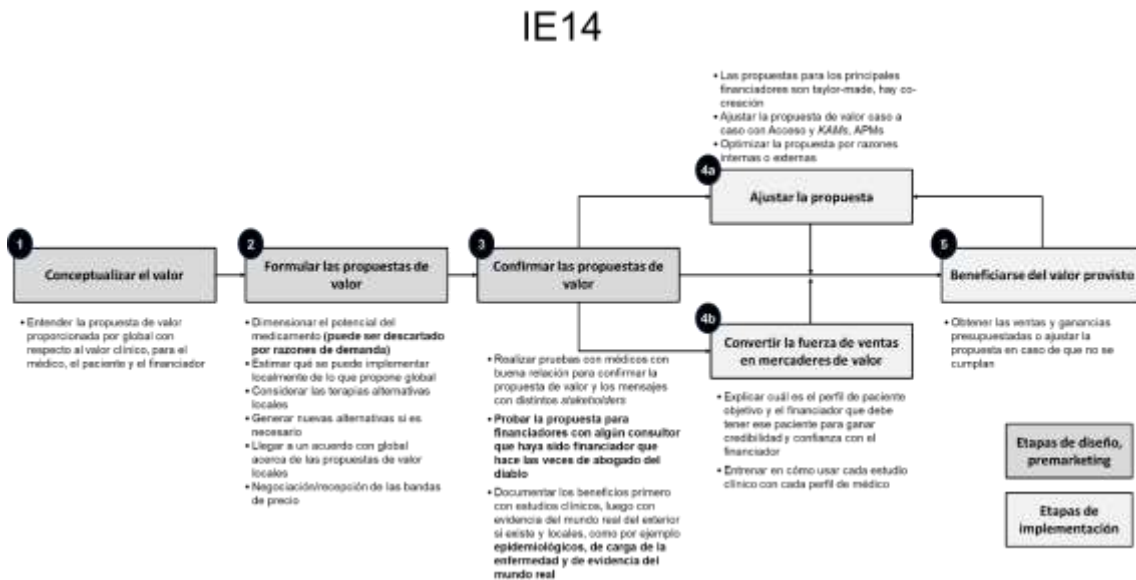 IE14
1
Conceptualizar el valor
• Entender la propuesta de valor
proporcionada por global con
respecto al valor clínico, para el
médico, el paciente y el financiador
2
Formular las propuestas de
valor
• Dimensionar el potencial del
medicamento (puede ser descartado
por razones de demanda)
• Estimar qué se puede implementar
localmente de lo que propone global
• Considerar las terapias alternativas
locales
• Generar nuevas alternativas si es
necesario
• Llegar a un acuerdo con global
acerca de las propuestas de valor
locales
• Negociación/recepción de las bandas
de precio
3
Confirmar las propuestas de
valor
• Realizar pruebas con médicos con
buena relación para confirmar la
propuesta de valor y los mensajes
con distintos stakeholders
• Probar la propuesta para
financiadores con algún consultor
que haya sido financiador que
hace las veces de abogado del
diablo
• Documentar los beneficios primero
con estudios clínicos, luego con
evidencia del mundo real del exterior
si existe y locales, como por ejemplo
epidemiológicos, de carga de la
enfermedad y de evidencia del
mundo real
• Las propuestas para los principales
financiadores son taylor-made, hay co-
creación
• Ajustar la propuesta de valor caso a
caso con Acceso y KAMs, APMs
• Optimizar la propuesta por razones
internas o externas
4a
Ajustar la propuesta
4b
Convertir la fuerza de ventas
en mercaderes de valor
• Explicar cuál es el perfil de paciente
objetivo y el financiador que debe
tener ese paciente para ganar
credibilidad y confianza con el
financiador
• Entrenar en cómo usar cada estudio
clínico con cada perfil de médico
5
Beneficiarse del valor provisto
• Obtener las ventas y ganancias
presupuestadas o ajustar la
propuesta en caso de que no se
cumplan
Etapas de diseño,
premarketing
Etapas de
implementación